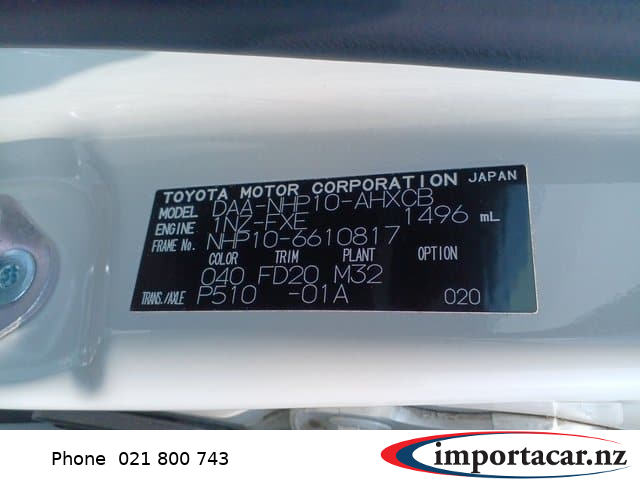 TOYOTA MOTOR CORPORATION JAPAN
MODEL DAA-NHP10-AHXCB
ENGINE 1NZ-FXE 1496 mL
FRAME No. NHP10-6610817
COLOR TRIM PLANT OPTION
040 FD20 M32
TRANS./AXLE P510 -01A 020
Phone 021 800 743
importacar.nz